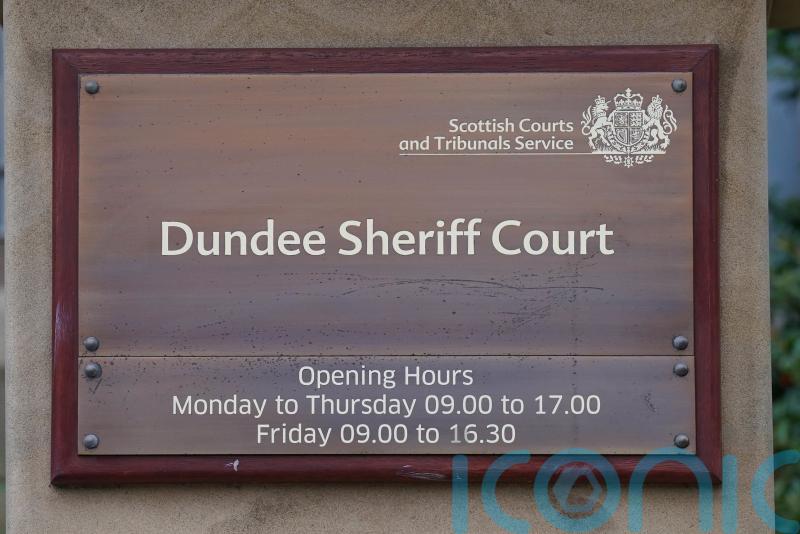 Scottish Courts
and Tribunals Service
Dundee Sheriff Court
Opening Hours
Monday to Thursday 09.00 to 17.00
Friday 09.00 to 16.30
iconic